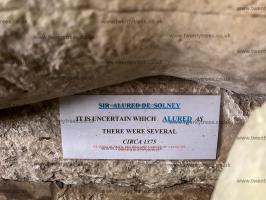 SIR ALURED DE SOLNEY
IT IS UNCERTAIN WHICH ALURED AS
THERE WERE SEVERAL
CIRCA 1375